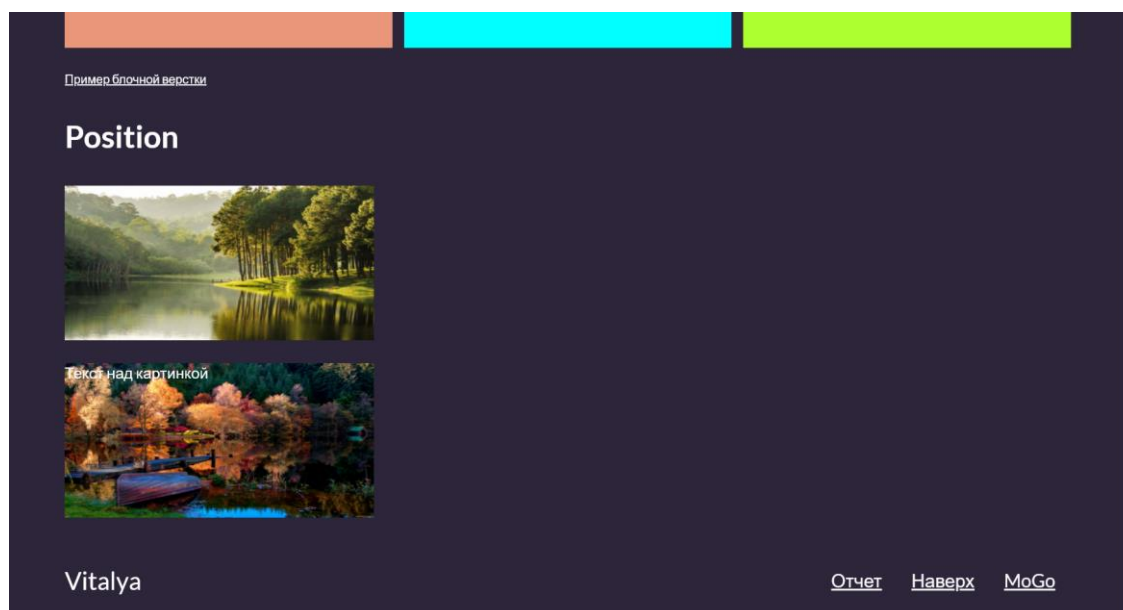 Пример блочной верстки
Position
Текст над картинкой
Vitalya
Отчет Наверх MoGo